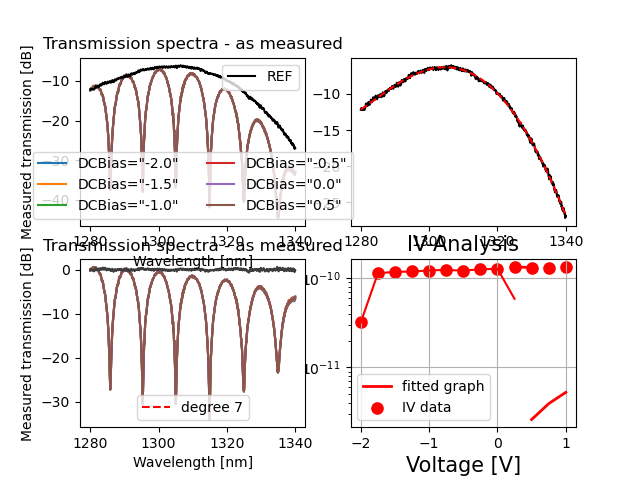 Transmission spectra - as measured
Measured transmission [dB]
−10
−20
−30
−40
REF
DCBias="-2.0"
DCBias="-1.5"
DCBias="-1.0"
DCBias="-0.5"
DCBias="0.0"
DCBias="0.5"
1280 1300 1320 1340
Wavelength [nm]
−10
−15
1280 1300 1320 1340
Transmission spectra - as measured
Measured transmission [dB]
0
−10
−20
−30
degree 7
1280 1300 1320 1340
Wavelength [nm]
IV Analysis
10−10
10−11
fitted graph
IV data
−2 −1 0 1
Voltage [V]